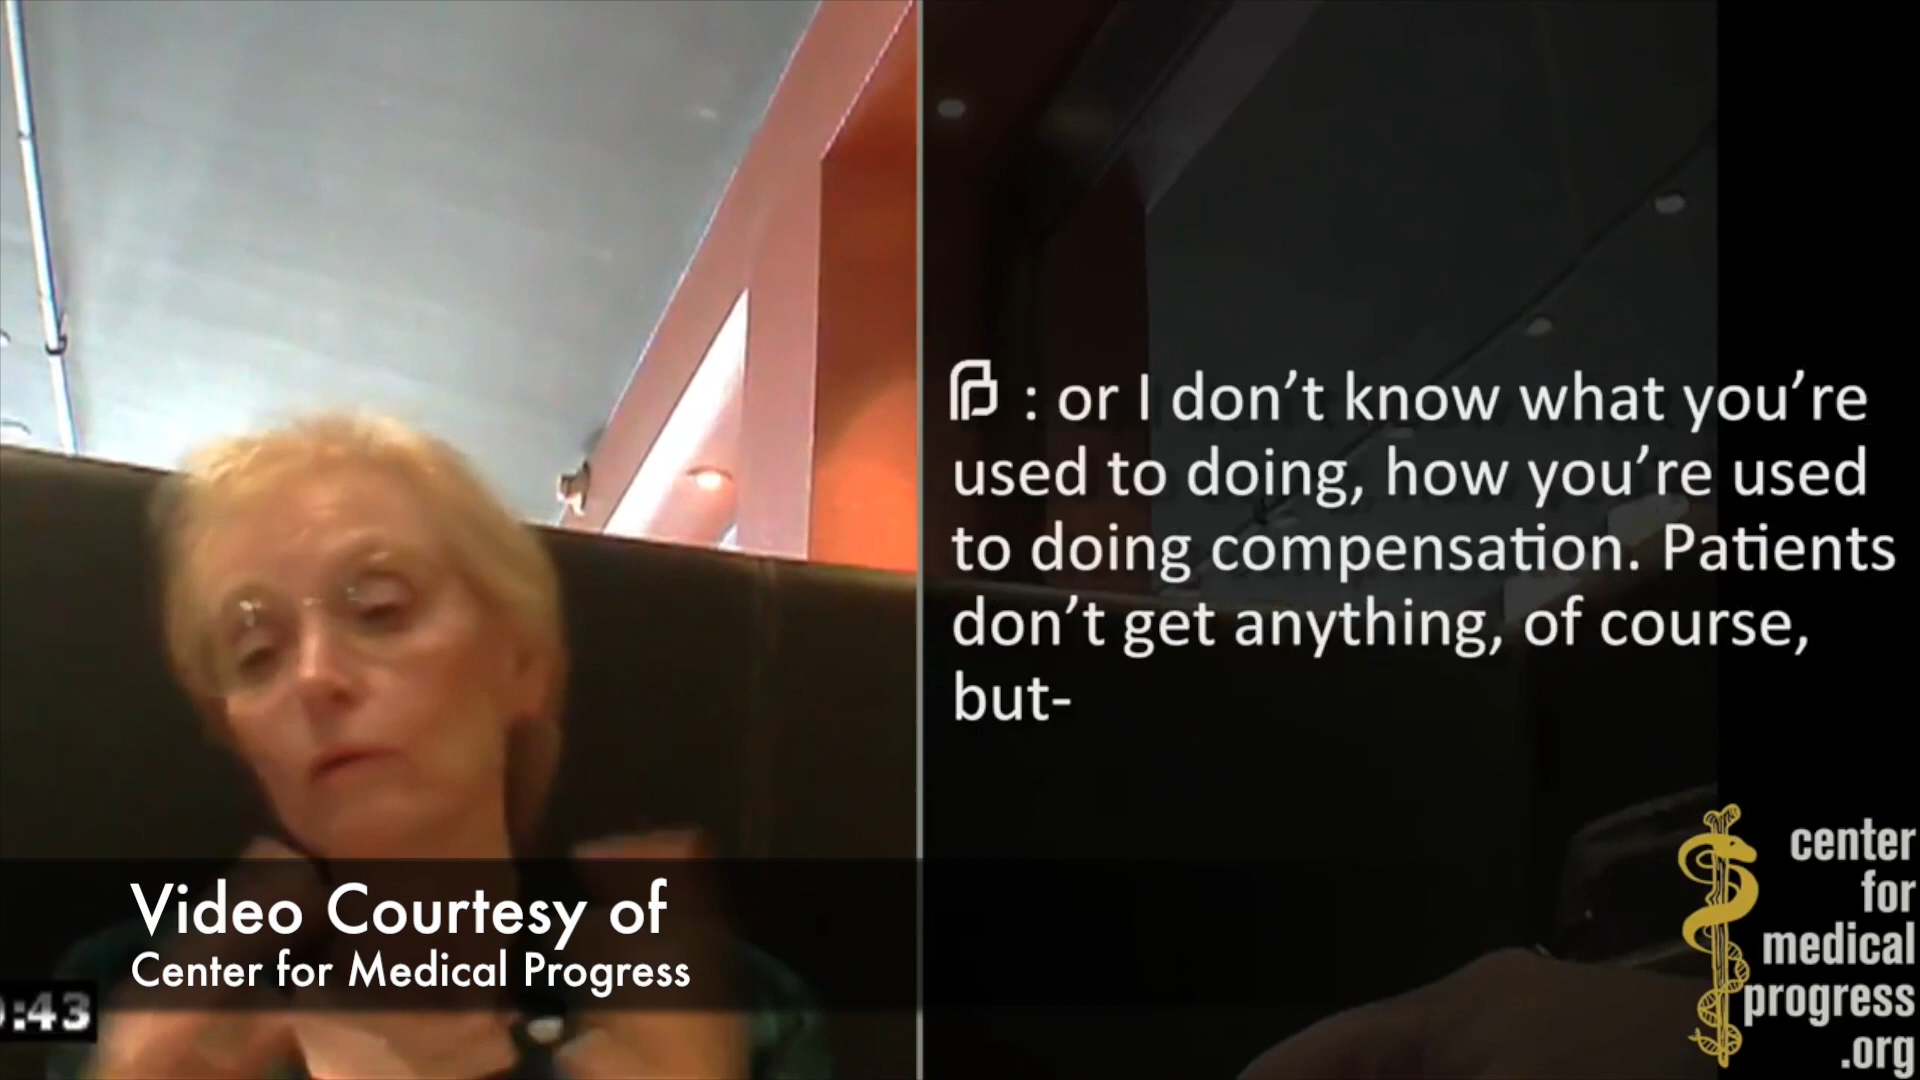 : or I don’t know what you’re
used to doing, how you’re used
to doing compensation. Patients
don’t get anything, of course,
but-
Video Courtesy of
Center for Medical Progress
:43
center
for
medical
progress
.org